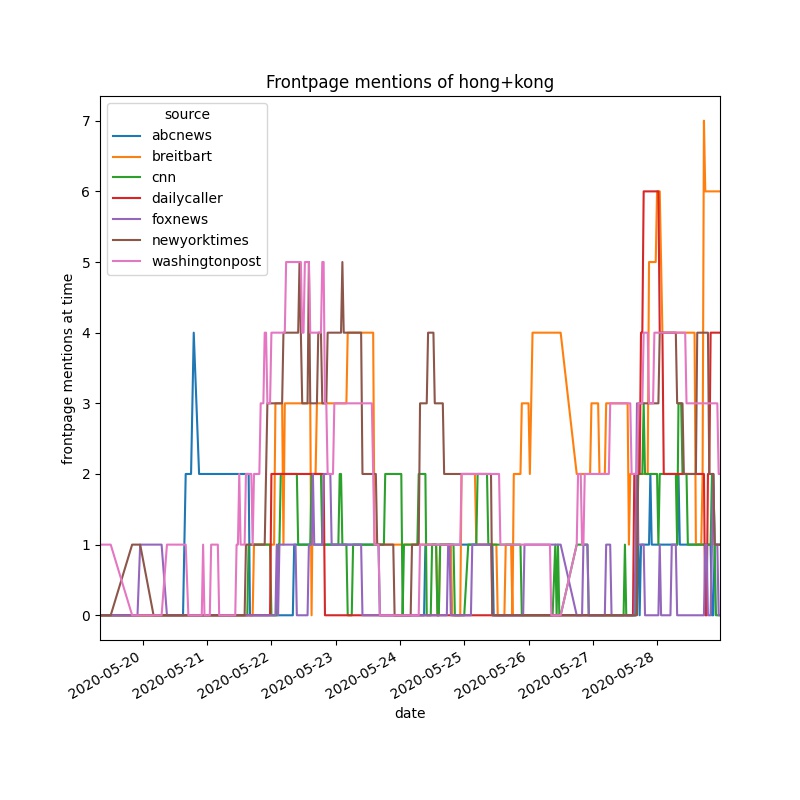 Frontpage mentions of hong+kong
source
abcnews
breitbart
cnn
dailycaller
foxnews
newyorktimes
washingtonpost
frontpage mentions at time
7
6
5
4
3
2
1
0
2020-05-20
2020-05-21
2020-05-22
2020-05-23
2020-05-24
2020-05-25
2020-05-26
2020-05-27
2020-05-28
date